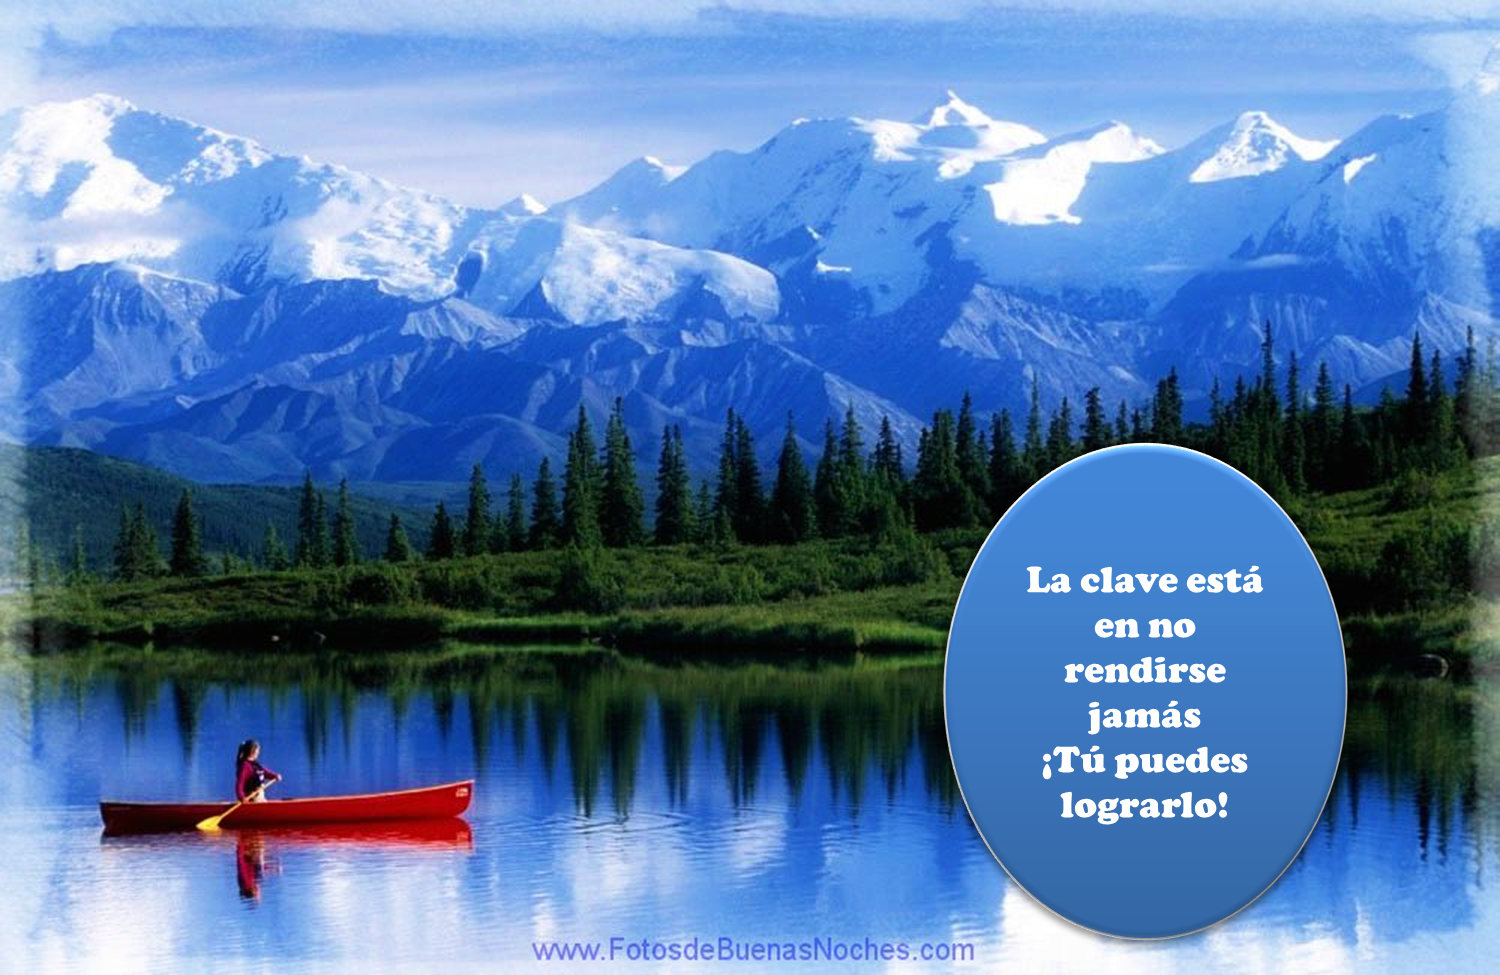 La clave está
en no
rendirse
jamás
¡Tú puedes
lograrlo!
www.FotosdeBuenasNoches.com